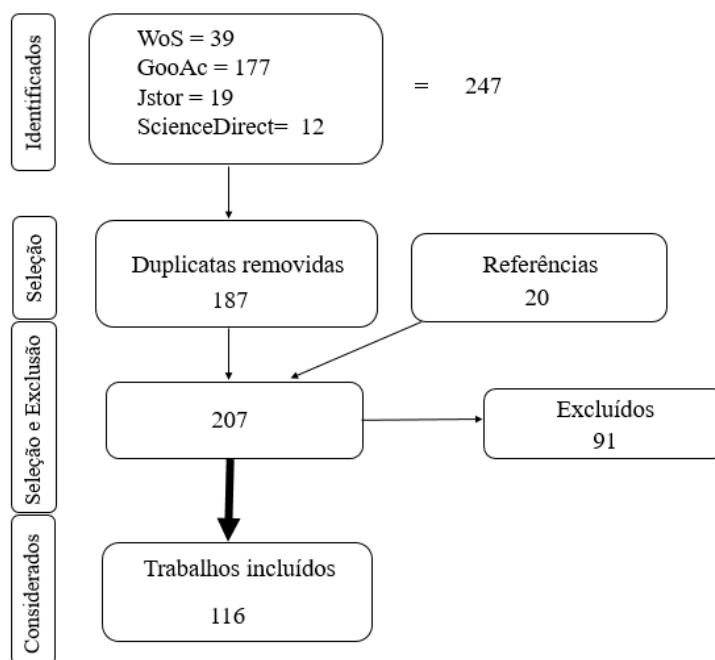 Identificados
WoS = 39
GooAc = 177
Jstor = 19
ScienceDirect= 12
= 247
Seleção
Duplicatas removidas
187
Referências
20
Seleção e Exclusão
207
Excluídos
91
Considerados
Trabalhos incluídos
116